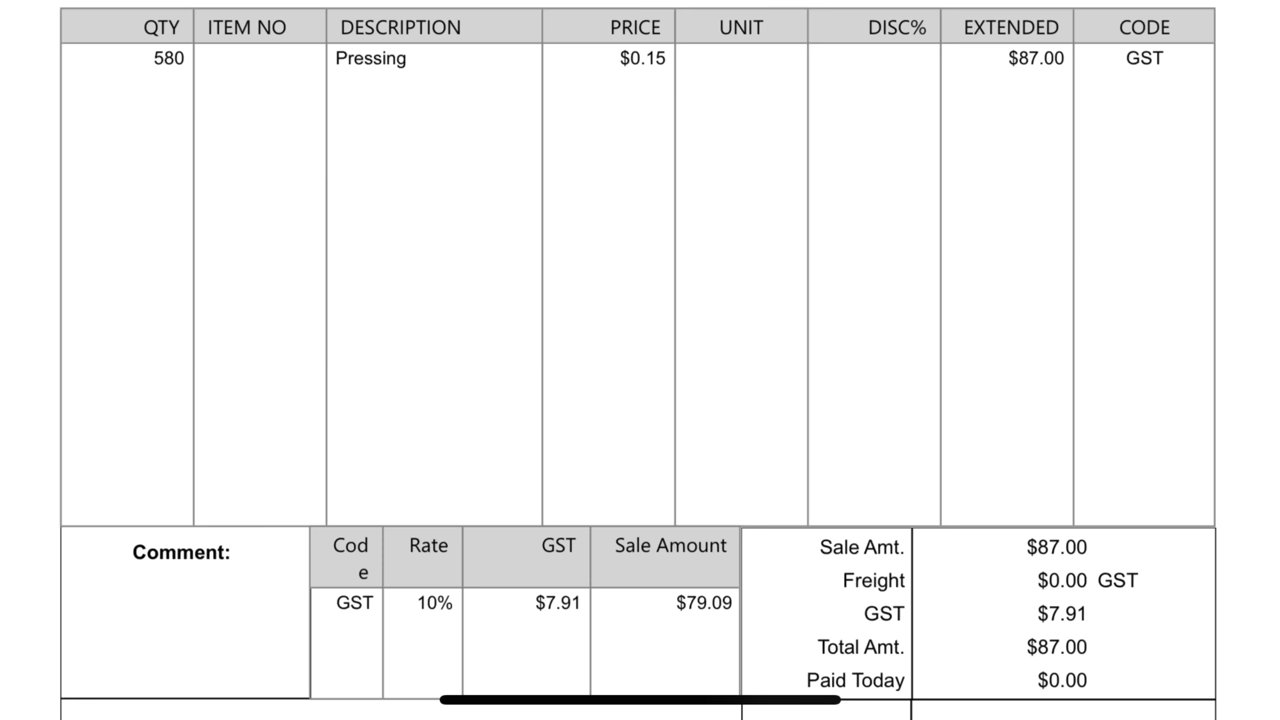 QTY ITEM NO DESCRIPTION PRICE UNIT DISC% EXTENDED CODE
580 Pressing $0.15 $87.00 GST
Comment:
Cod
e Rate GST Sale Amount
GST 10% $7.91 $79.09
Sale Amt. $87.00
Freight $0.00 GST
GST $7.91
Total Amt. $87.00
Paid Today $0.00